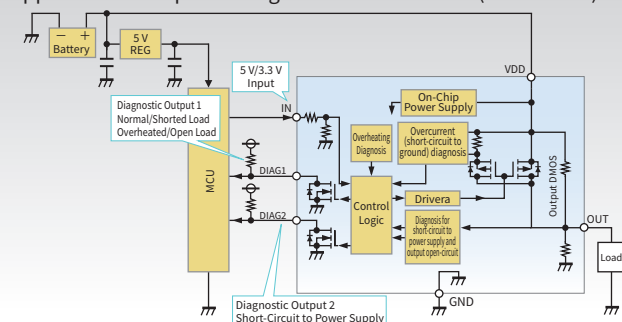 Battery
5 V
REG
5 V/3.3 V
Input
VDD
IN
On-Chip
Power Supply
Diagnostic Output 1
Normal/Shorted Load
Overheated/Open Load
Overheating
Diagnosis
Overcurrent
(short-circuit to
ground) diagnosis
MCU
DIAG1
Control
Logic
Drivera
Output DMOS
DIAG2
Diagnosis for
short-circuit to
power supply and
output open-circuit
OUT
Load
GND
Diagnostic Output 2
Short-Circuit to Power Supply